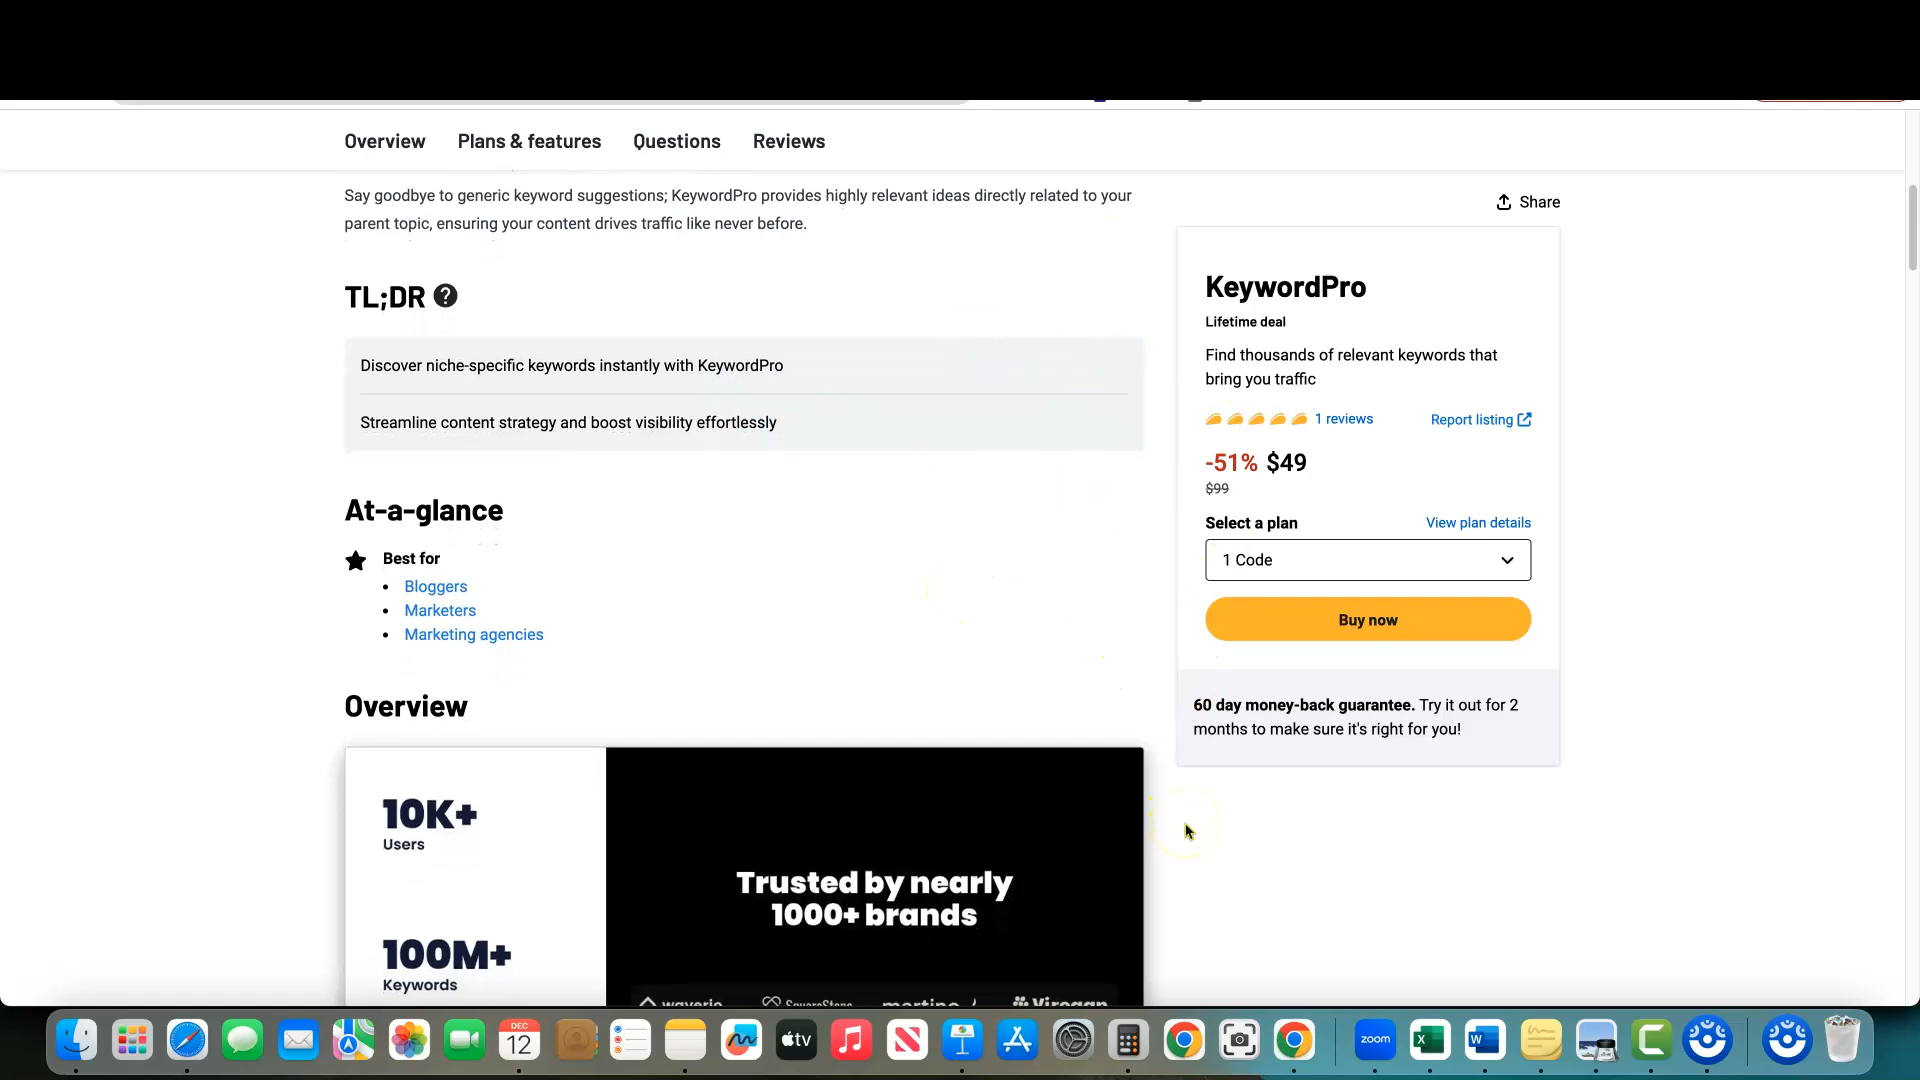 Overview
Plans & features
Questions
Reviews
Say goodbye to generic keyword suggestions; KeywordPro provides highly relevant ideas directly related to your
parent topic, ensuring your content drives traffic like never before.
TL;DR ?
Discover niche-specific keywords instantly with KeywordPro
Streamline content strategy and boost visibility effortlessly
At-a-glance
Best for
• Bloggers
• Marketers
• Marketing agencies
Overview
10K+
Users
100M+
Keywords
Trusted by nearly
1000+ brands
Share
KeywordPro
Lifetime deal
Find thousands of relevant keywords that
bring you traffic
1 reviews
Report listing
-51% $49
$99
Select a plan
View plan details
1 Code
Buy now
60 day money-back guarantee. Try it out for 2
months to make sure it's right for you!
DEC
12
tv
zoom
X
W